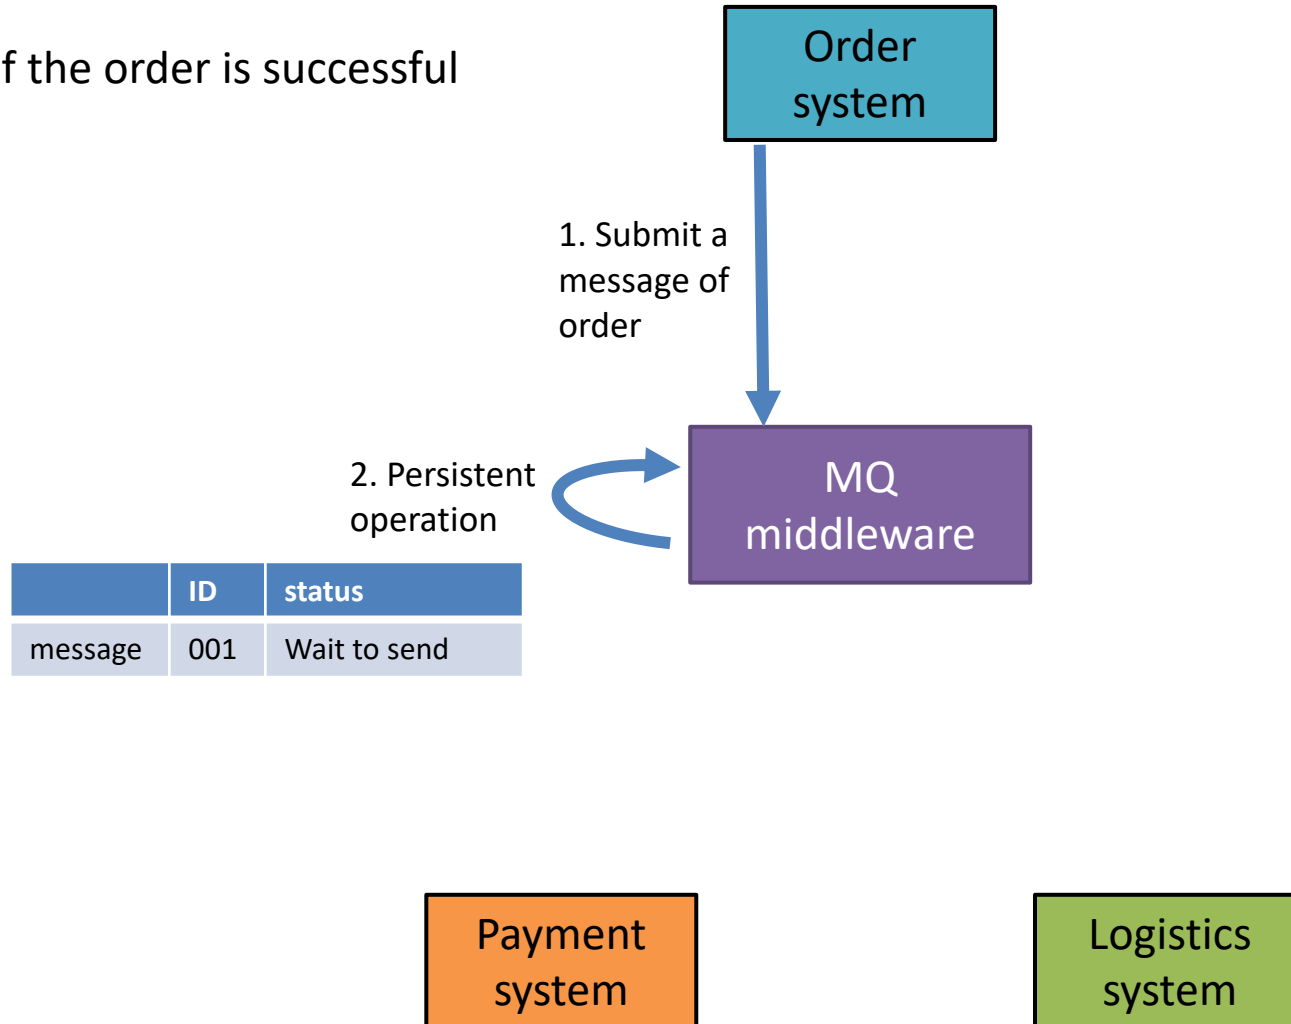 f the order is successful
Order
system
1. Submit a
message of
order
2. Persistent
operation
MQ
middleware
ID status
message 001 Wait to send
Payment
system
Logistics
system